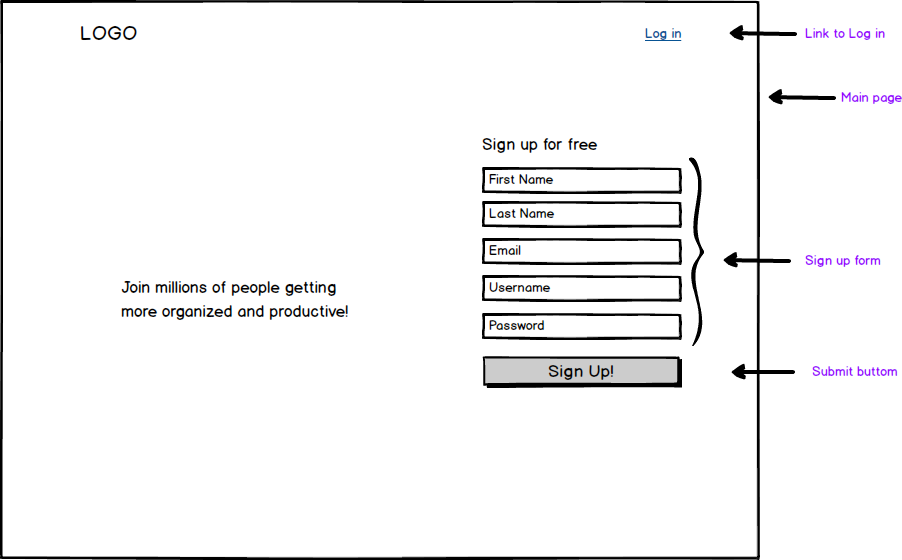 LOGO
Log in
Link to Log in
Main page
Sign up for free
First Name
Last Name
Email
Sign up form
Username
Join millions of people getting
more organized and productive!
Password
Sign Up!
Submit buttom